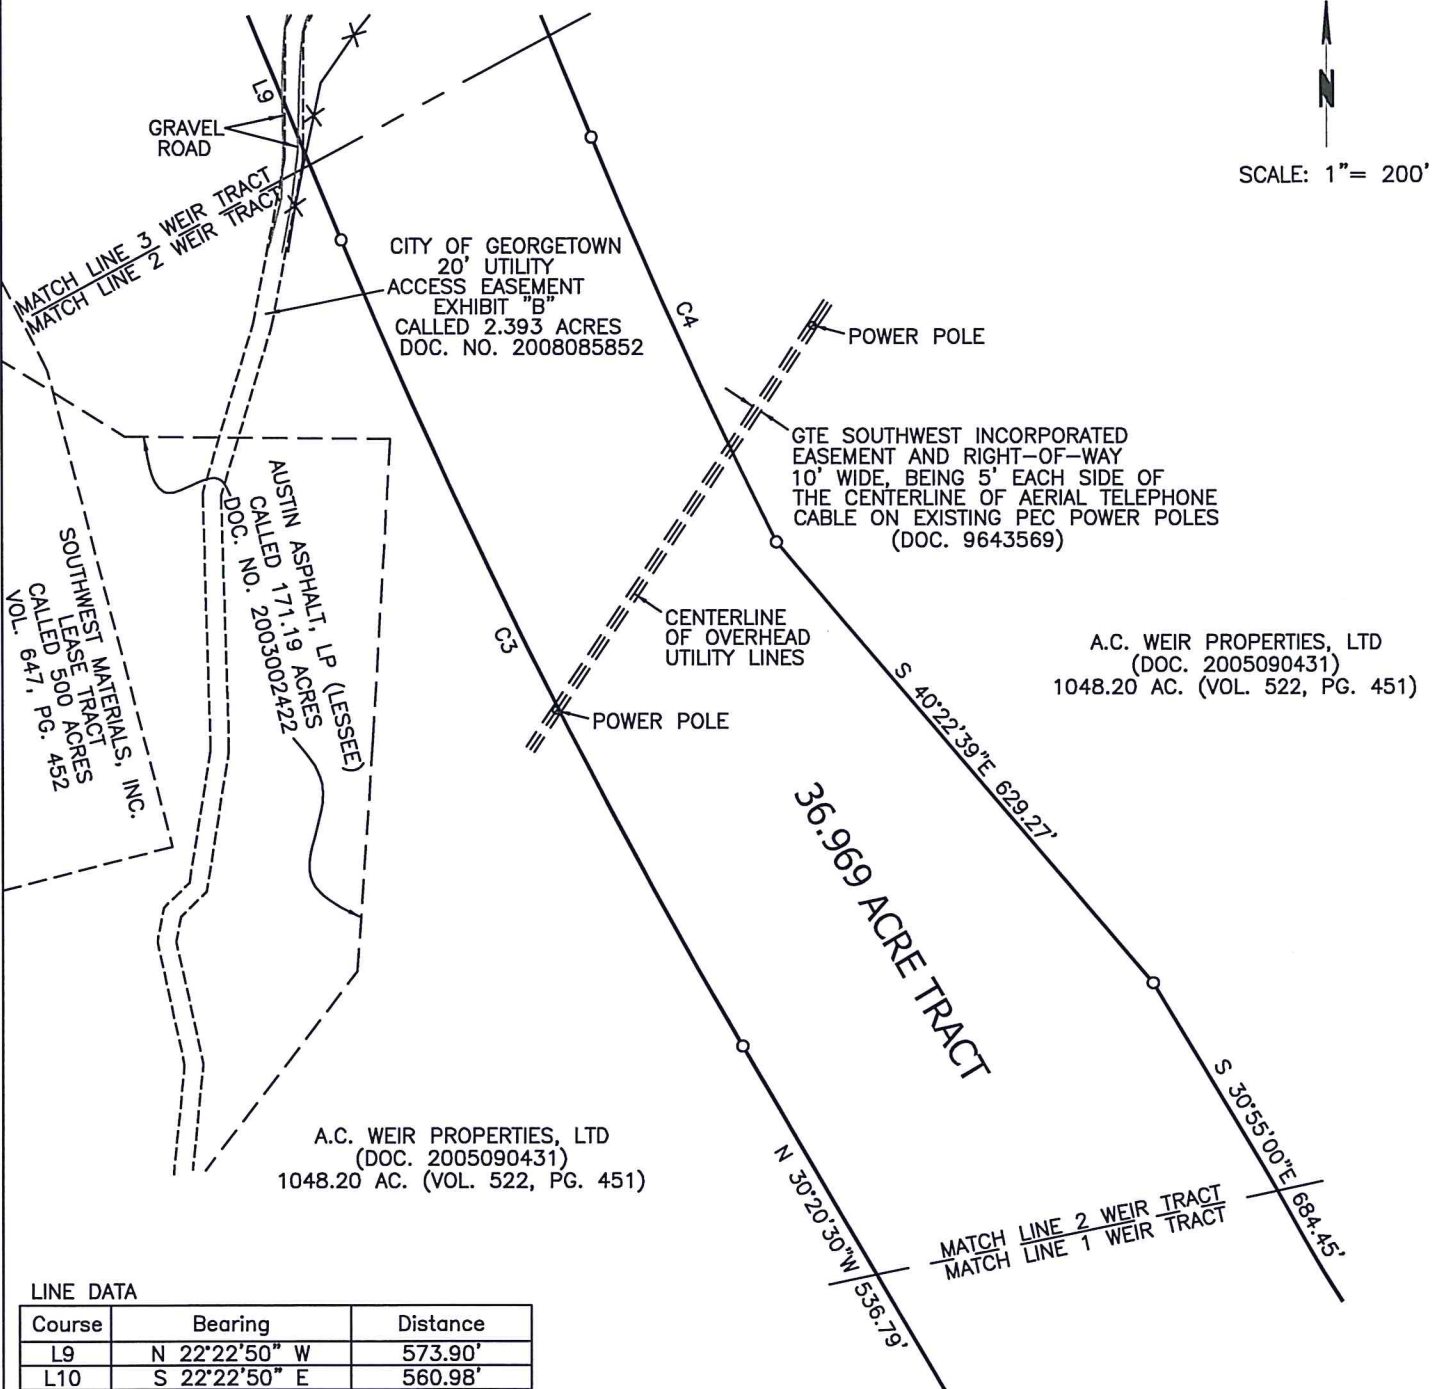 N
SCALE: 1"= 200'
L9
GRAVEL
ROAD
MATCH LINE 3 WEIR TRACT
MATCH LINE 2 WEIR TRACT
CITY OF GEORGETOWN
20' UTILITY
ACCESS EASEMENT
EXHIBIT "B"
CALLED 2.393 ACRES
DOC. NO. 2008085852
C4
POWER POLE
GTE SOUTHWEST INCORPORATED
EASEMENT AND RIGHT-OF-WAY
10' WIDE, BEING 5' EACH SIDE OF
THE CENTERLINE OF AERIAL TELEPHONE
CABLE ON EXISTING PEC POWER POLES
(DOC. 9643569)
AUSTIN ASPHALT, LP (LESSEE)
CALLED 171.19 ACRES
DOC. NO. 2003002422
SOUTHWEST MATERIALS, INC.
LEASE TRACT
CALLED 500 ACRES
VOL. 647, PG. 452
C3
CENTERLINE
OF OVERHEAD
UTILITY LINES
POWER POLE
A.C. WEIR PROPERTIES, LTD
(DOC. 2005090431)
1048.20 AC. (VOL. 522, PG. 451)
S 40°22'39"E 629.27'
36.969 ACRE TRACT
S 30°55'00"E 684.45'
A.C. WEIR PROPERTIES, LTD
(DOC. 2005090431)
1048.20 AC. (VOL. 522, PG. 451)
N 30°20'30"W 536.79'
MATCH LINE 2 WEIR TRACT
MATCH LINE 1 WEIR TRACT
LINE DATA
Course Bearing Distance
L9 N 22°22'50" W 573.90'
L10 S 22°22'50" E 560.98'